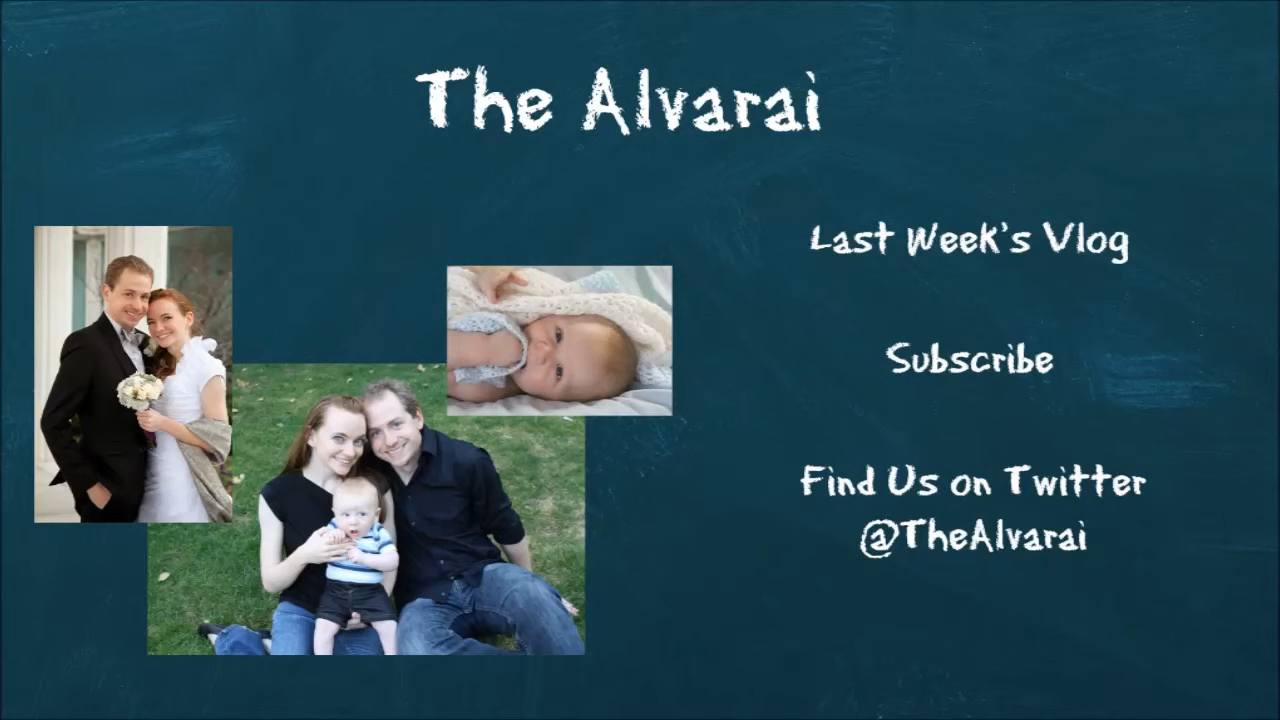 The Alvarai
Last Week's Vlog
Subscribe
Find Us on Twitter
@TheAlvarai